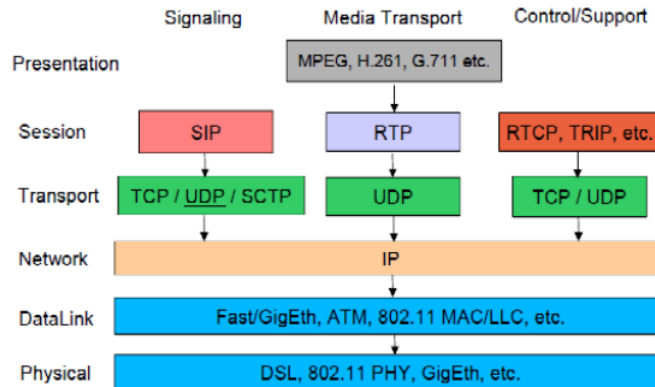 Signaling Media Transport Control/Support
Presentation MPEG, H.261, G.711 etc.
Session SIP RTP RTCP, TRIP, etc.
Transport TCP / UDP / SCTP UDP TCP / UDP
Network IP
DataLink Fast/GigEth, ATM, 802.11 MAC/LLC, etc.
Physical DSL, 802.11 PHY, GigEth, etc.